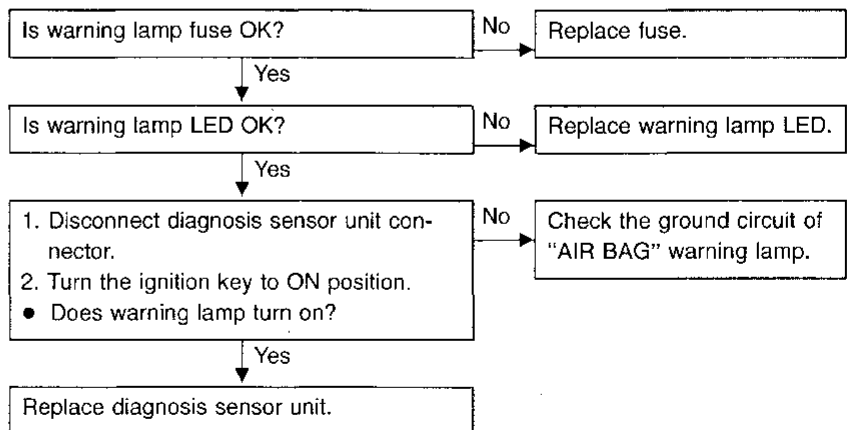 Is warning lamp fuse OK?
No
Replace fuse.
Yes
Is warning lamp LED OK?
No
Replace warning lamp LED.
Yes
1. Disconnect diagnosis sensor unit con-
nector.
2. Turn the ignition key to ON position.
● Does warning lamp turn on?
No
Check the ground circuit of
“AIR BAG” warning lamp.
Yes
Replace diagnosis sensor unit.